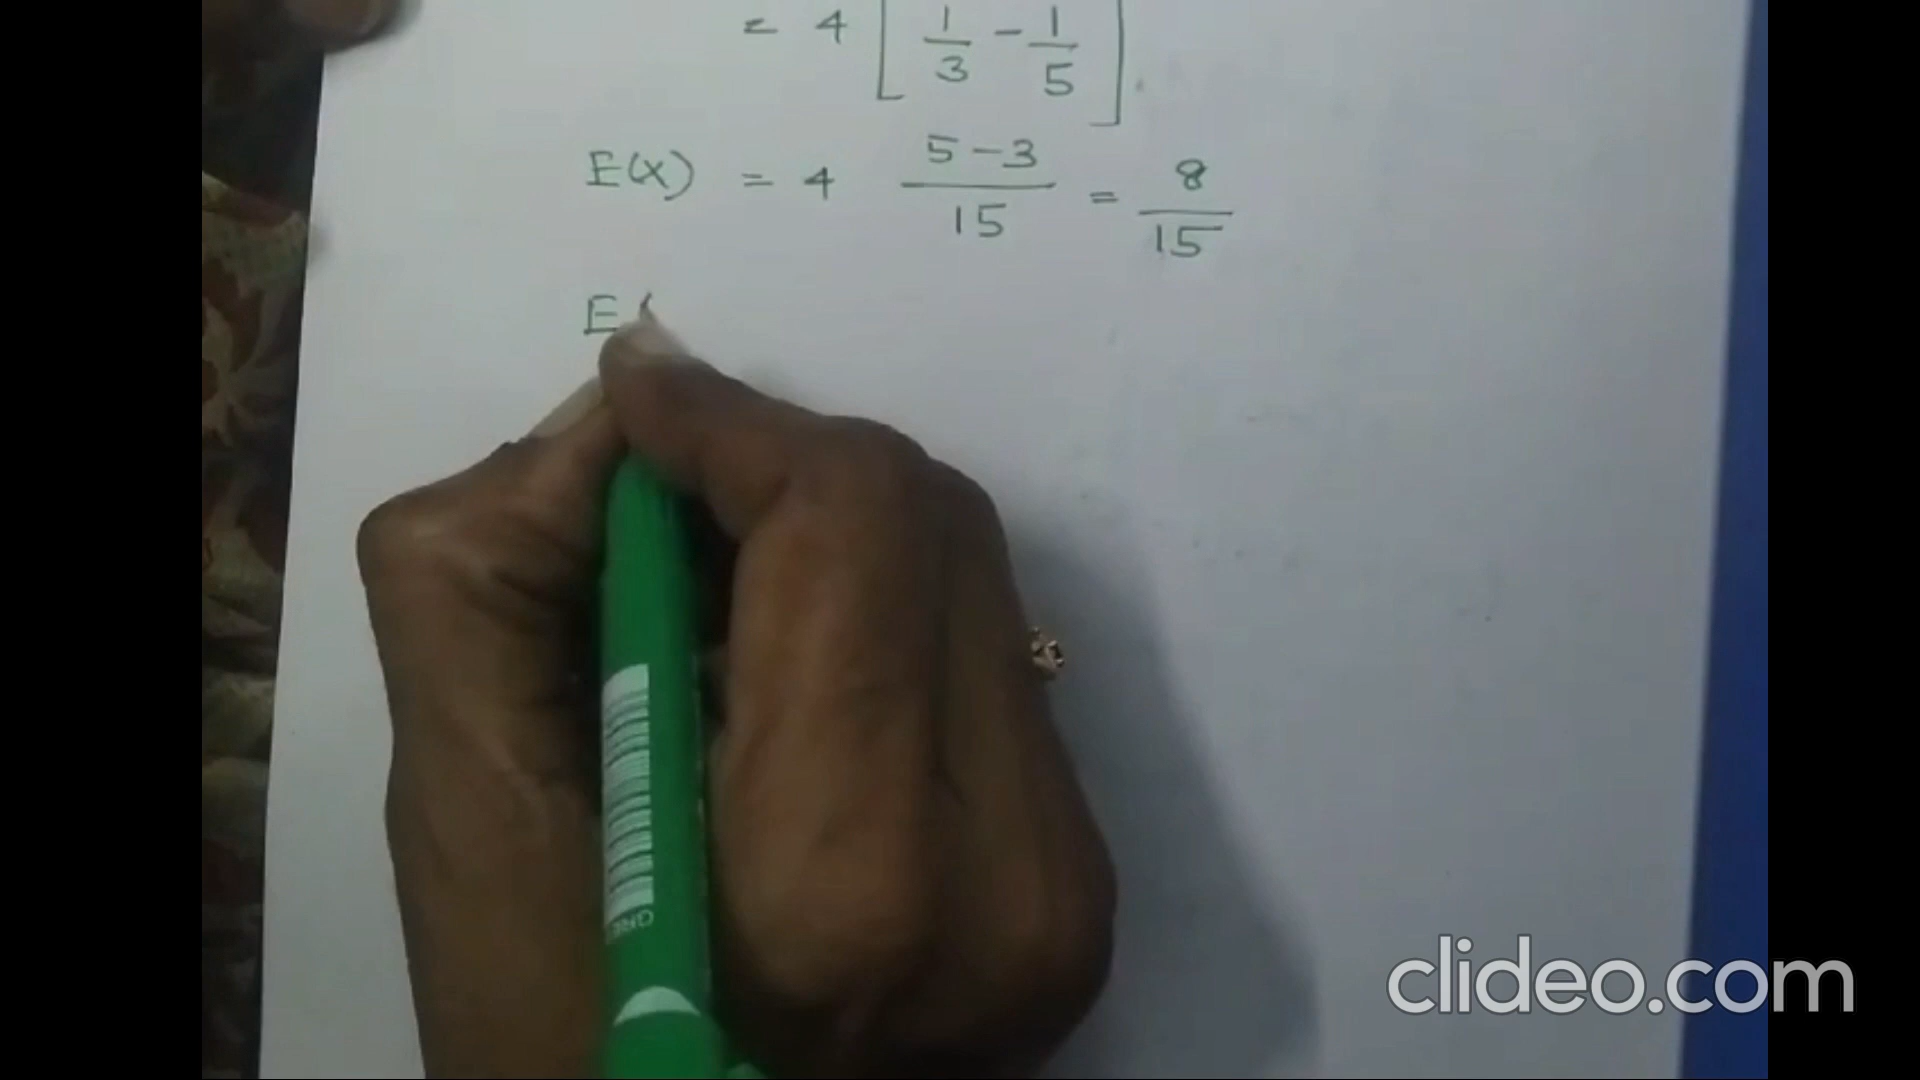 = 4 [ 1/3 - 1/5 ]
E(X) = 4 5-3/15 = 8/15
E (
clideo.com